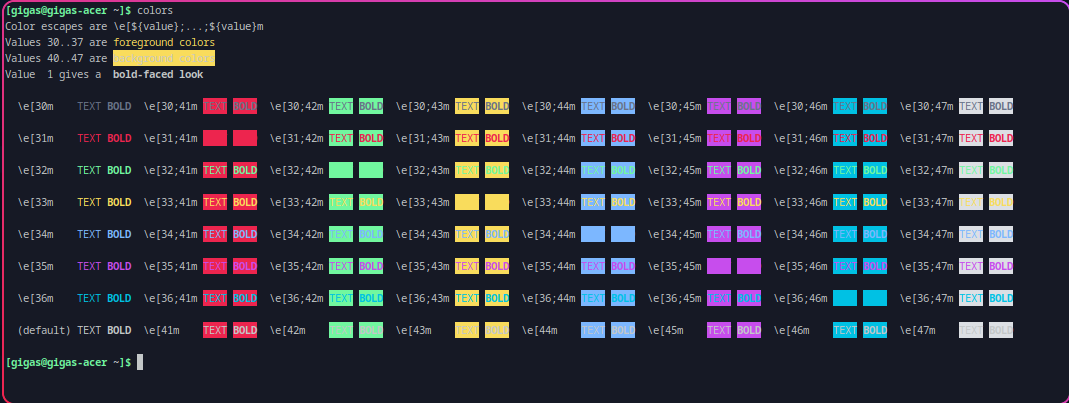 [gigas@gigas-acer ~]$ colors
Color escapes are \e[${value};...;${value}m
Values 30..37 are foreground colors
Values 40..47 are background colors
Value  1 gives a  bold-faced look
\e[30m TEXT BOLD \e[30;41m TEXT BOLD \e[30;42m TEXT BOLD \e[30;43m TEXT BOLD \e[30;44m TEXT BOLD \e[30;45m TEXT BOLD \e[30;46m TEXT BOLD \e[30;47m TEXT BOLD
\e[31m TEXT BOLD \e[31;41m \e[31;42m TEXT BOLD \e[31;43m TEXT BOLD \e[31;44m TEXT BOLD \e[31;45m TEXT BOLD \e[31;46m TEXT BOLD \e[31;47m TEXT BOLD
\e[32m TEXT BOLD \e[32;41m TEXT BOLD \e[32;42m \e[32;43m TEXT BOLD \e[32;44m TEXT BOLD \e[32;45m TEXT BOLD \e[32;46m TEXT BOLD \e[32;47m TEXT BOLD
\e[33m TEXT BOLD \e[33;41m TEXT BOLD \e[33;42m TEXT BOLD \e[33;43m \e[33;44m TEXT BOLD \e[33;45m TEXT BOLD \e[33;46m TEXT BOLD \e[33;47m TEXT BOLD
\e[34m TEXT BOLD \e[34;41m TEXT BOLD \e[34;42m TEXT BOLD \e[34;43m TEXT BOLD \e[34;44m \e[34;45m TEXT BOLD \e[34;46m TEXT BOLD \e[34;47m TEXT BOLD
\e[35m TEXT BOLD \e[35;41m TEXT BOLD \e[35;42m TEXT BOLD \e[35;43m TEXT BOLD \e[35;44m TEXT BOLD \e[35;45m \e[35;46m TEXT BOLD \e[35;47m TEXT BOLD
\e[36m TEXT BOLD \e[36;41m TEXT BOLD \e[36;42m TEXT BOLD \e[36;43m TEXT BOLD \e[36;44m TEXT BOLD \e[36;45m TEXT BOLD \e[36;46m \e[36;47m TEXT BOLD
(default) TEXT BOLD \e[41m TEXT BOLD \e[42m TEXT BOLD \e[43m TEXT BOLD \e[44m TEXT BOLD \e[45m TEXT BOLD \e[46m TEXT BOLD \e[47m TEXT BOLD
[gigas@gigas-acer ~]$